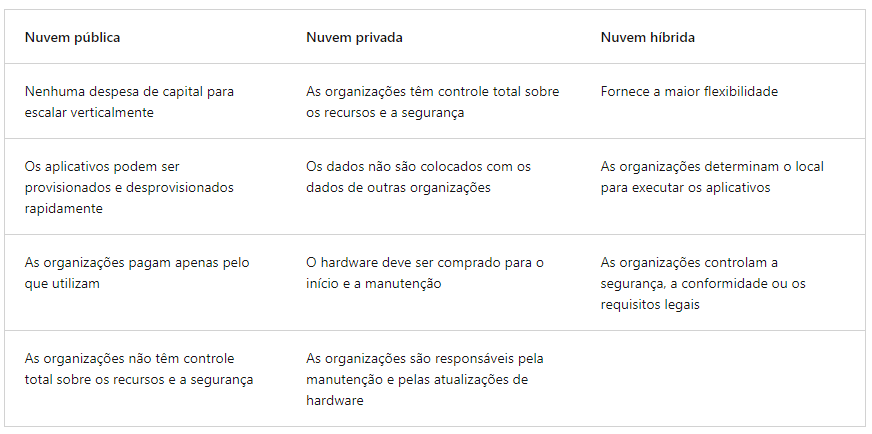 Nuvem pública
Nuvem privada
Nuvem híbrida
Nenhuma despesa de capital para
escalar verticalmente
As organizações têm controle total sobre
os recursos e a segurança
Fornece a maior flexibilidade
Os aplicativos podem ser
provisionados e desprovisionados
rapidamente
Os dados não são colocados com os
dados de outras organizações
As organizações determinam o local
para executar os aplicativos
As organizações pagam apenas pelo
que utilizam
O hardware deve ser comprado para o
início e a manutenção
As organizações controlam a
segurança, a conformidade ou os
requisitos legais
As organizações não têm controle
total sobre os recursos e a segurança
As organizações são responsáveis pela
manutenção e pelas atualizações de
hardware